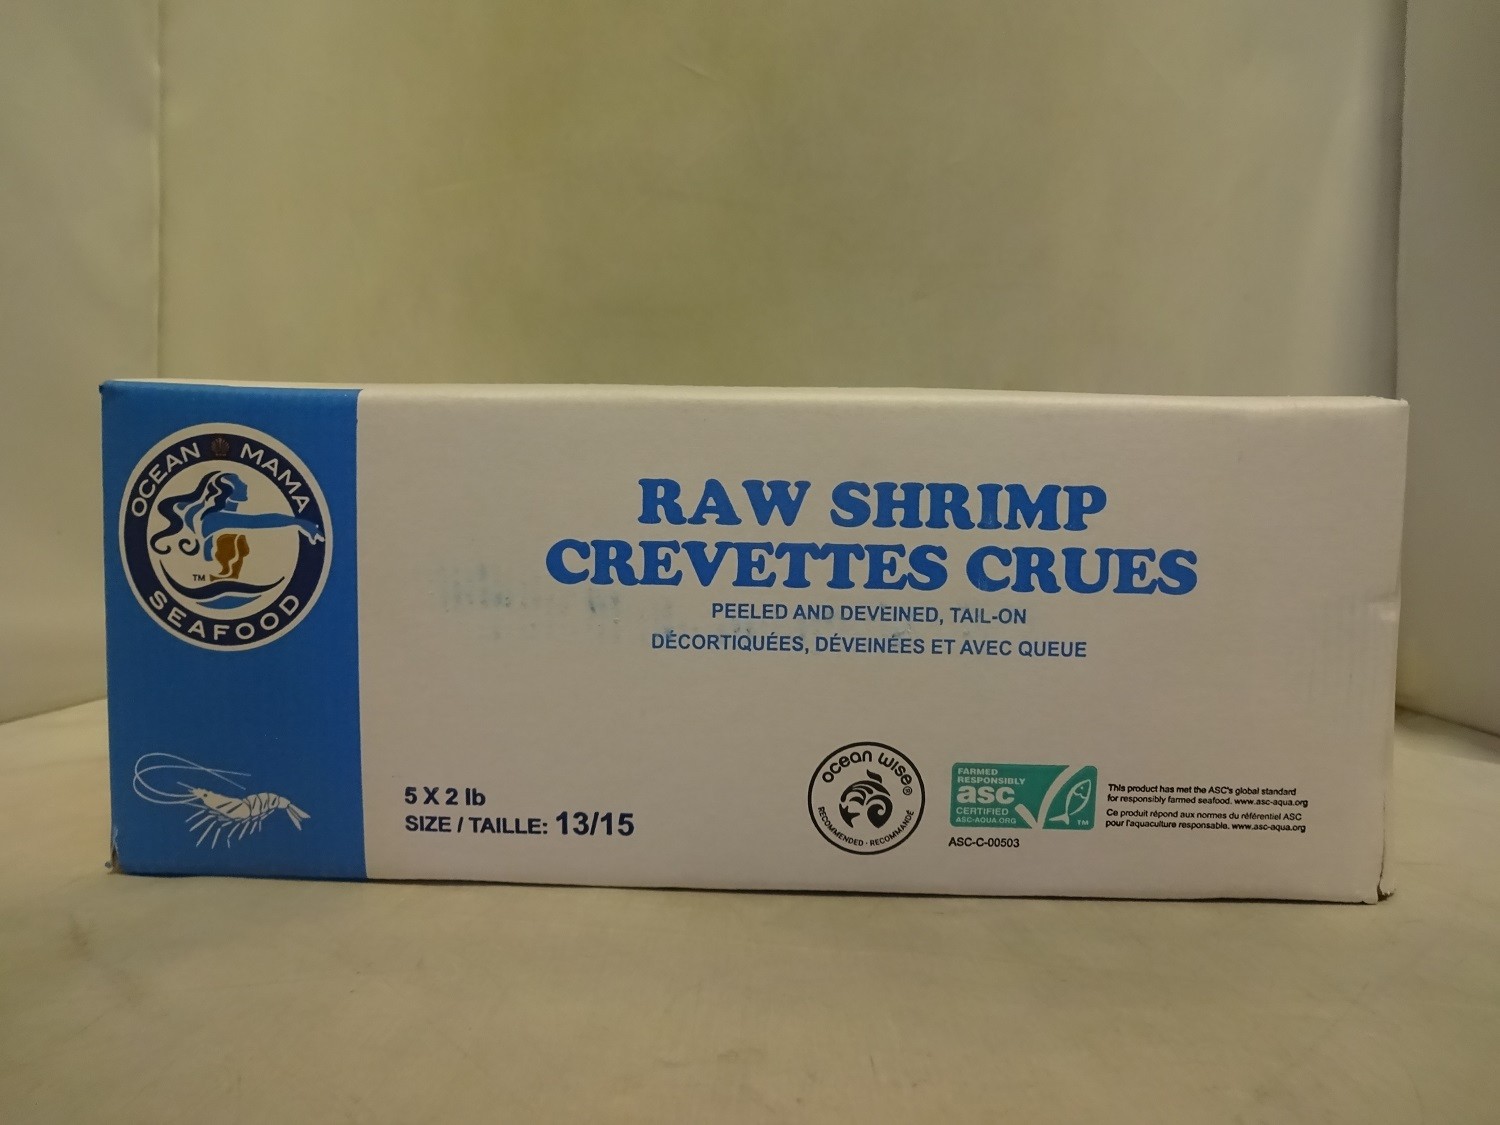 OCEAN MAMA
SEAFOOD
TM
RAW SHRIMP
CREVETTES CRUES
PEELED AND DEVEINED, TAIL-ON
DÉCORTIQUÉES, DÉVEINÉES ET AVEC QUEUE
5 X 2 lb
SIZE / TAILLE: 13/15
ocean wise®
RECOMMENDED · RECOMMANDÉ
FARMED
RESPONSIBLY
asc
CERTIFIED
ASC-AQUA.ORG
TM
ASC-C-00503
This product has met the ASC's global standard
for responsibly farmed seafood. www.asc-aqua.org
Ce produit répond aux normes du référentiel ASC
pour l'aquaculture responsable. www.asc-aqua.org